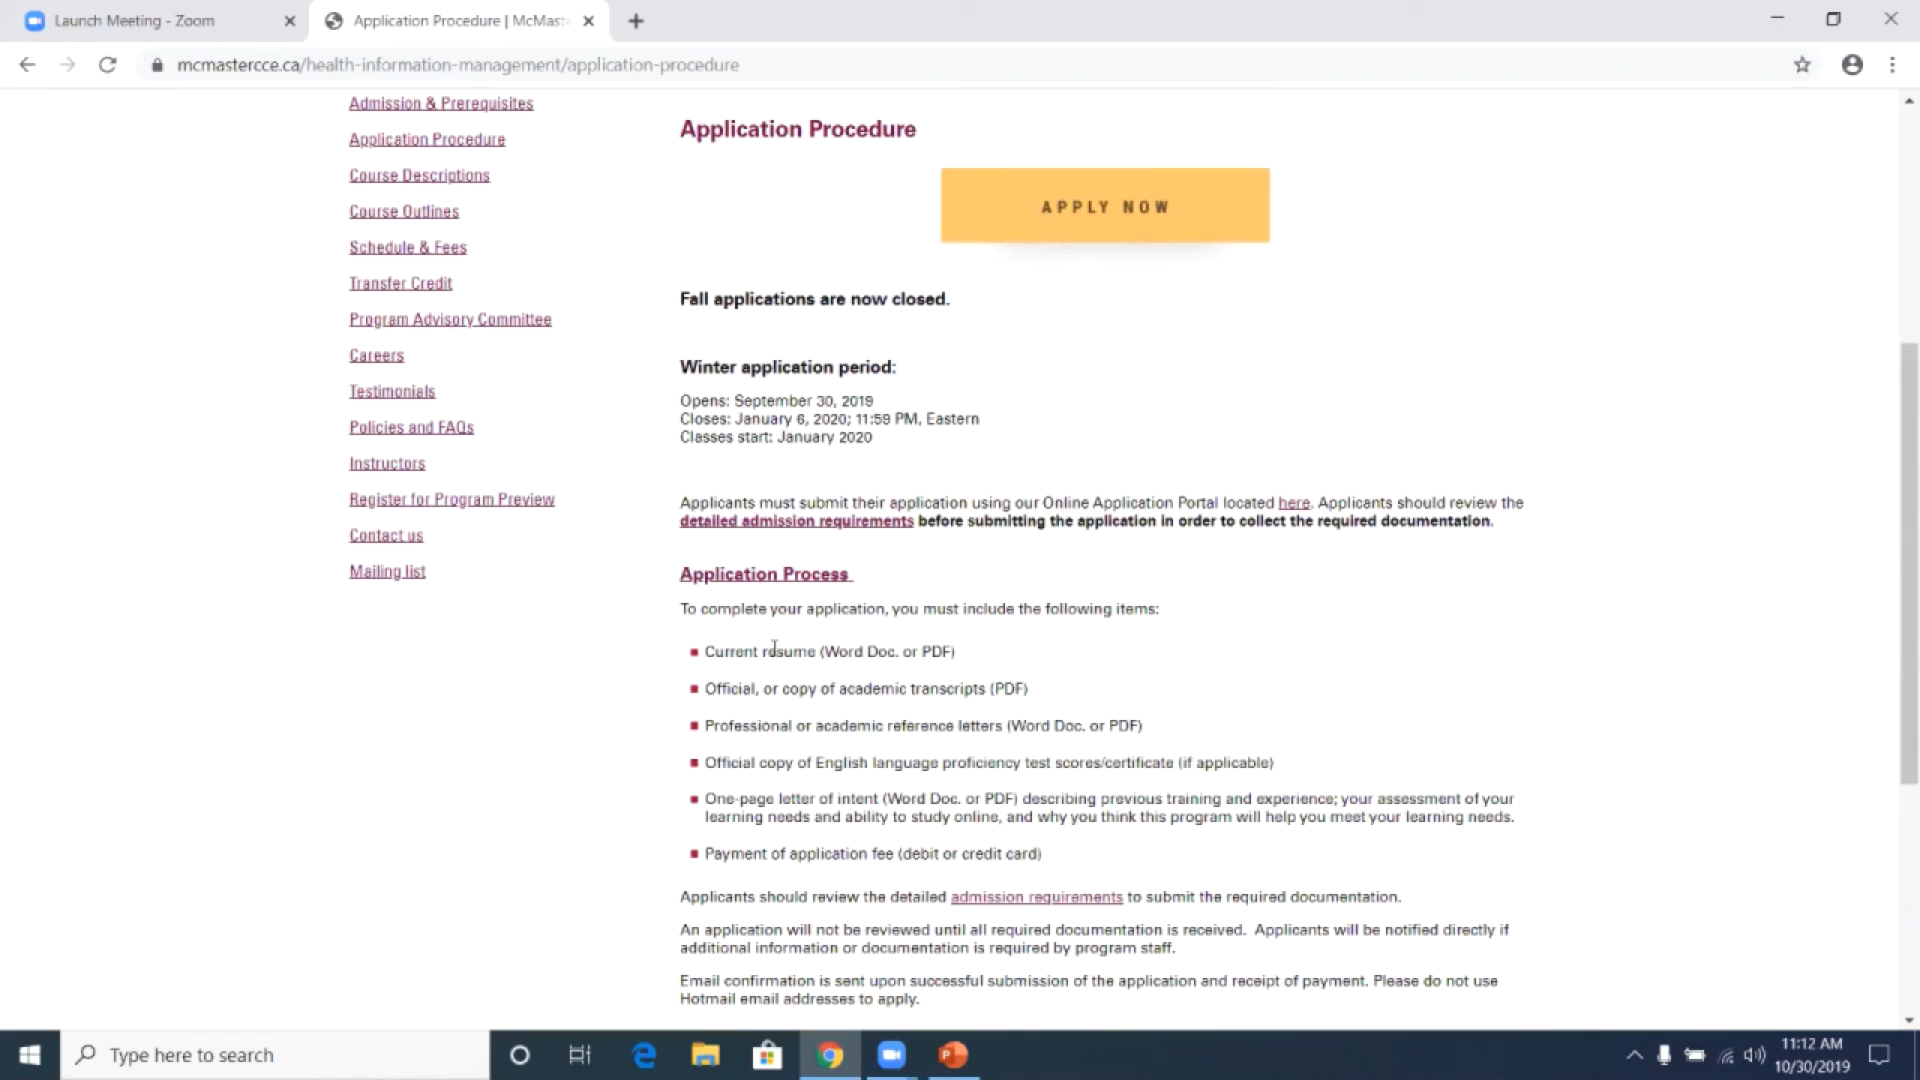 Launch Meeting - Zoom
Application Procedure | McMast
mcmastercce.ca/health-information-management/application-procedure
Admission & Prerequisites
Application Procedure
Course Descriptions
Course Outlines
Schedule & Fees
Transfer Credit
Program Advisory Committee
Careers
Testimonials
Policies and FAQs
Instructors
Register for Program Preview
Contact us
Mailing list
Application Procedure
APPLY NOW
Fall applications are now closed.
Winter application period:
Opens: September 30, 2019
Closes: January 6, 2020; 11:59 PM, Eastern
Classes start: January 2020
Applicants must submit their application using our Online Application Portal located here. Applicants should review the
detailed admission requirements before submitting the application in order to collect the required documentation.
Application Process
To complete your application, you must include the following items:
Current resume (Word Doc. or PDF)
Official, or copy of academic transcripts (PDF)
Professional or academic reference letters (Word Doc. or PDF)
Official copy of English language proficiency test scores/certificate (if applicable)
One-page letter of intent (Word Doc. or PDF) describing previous training and experience; your assessment of your
learning needs and ability to study online, and why you think this program will help you meet your learning needs.
Payment of application fee (debit or credit card)
Applicants should review the detailed admission requirements to submit the required documentation.
An application will not be reviewed until all required documentation is received. Applicants will be notified directly if
additional information or documentation is required by program staff.
Email confirmation is sent upon successful submission of the application and receipt of payment. Please do not use
Hotmail email addresses to apply.
Type here to search
11:12 AM
10/30/2019